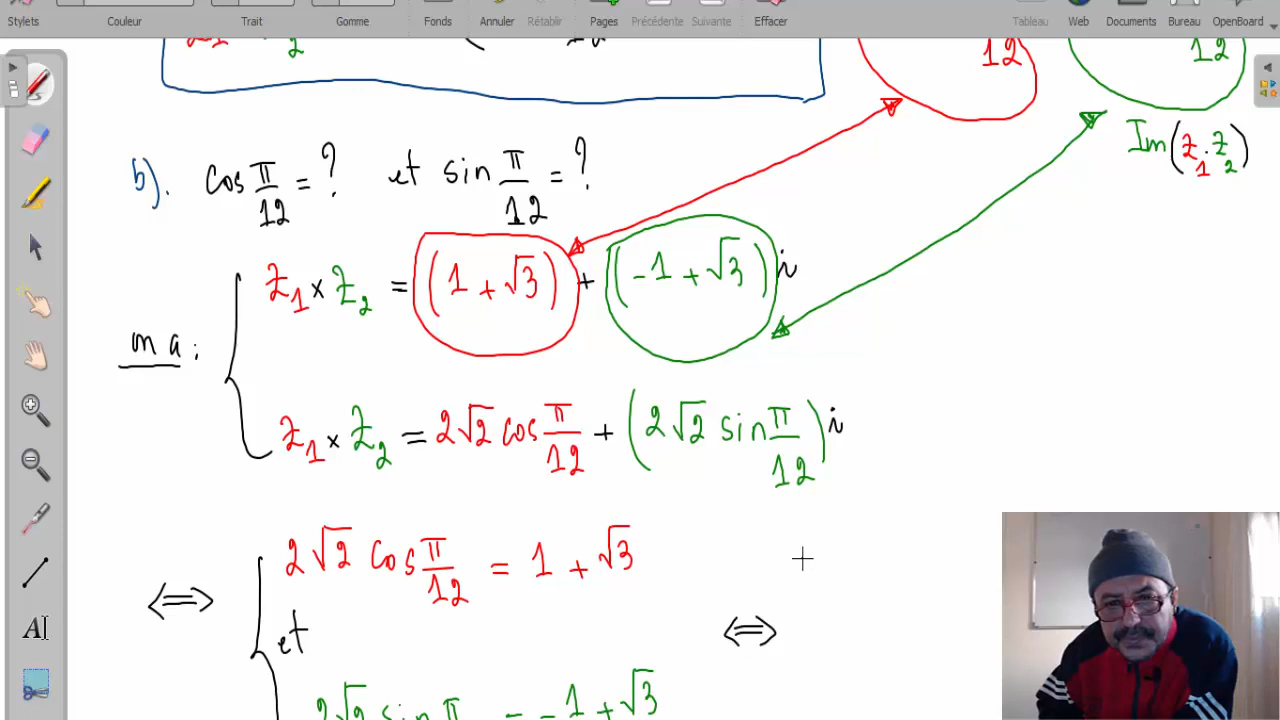 Stylets Couleur Trait Gomme Fonds Annuler Rétablir Pages Précédente Suivante Effacer Tableau Web Documents Bureau OpenBoard
12 12
Im(z₁.z₂)
b). cos π/12 = ? et sin π/12 = ?
z₁ × z₂ = (1 + √3) + (-1 + √3) i
on a :
z₁ × z₂ = 2√2 cos π/12 + (2√2 sin π/12) i
2√2 cos π/12 = 1 + √3
⇔ et ⇔
2√2 sin π = -1 + √3